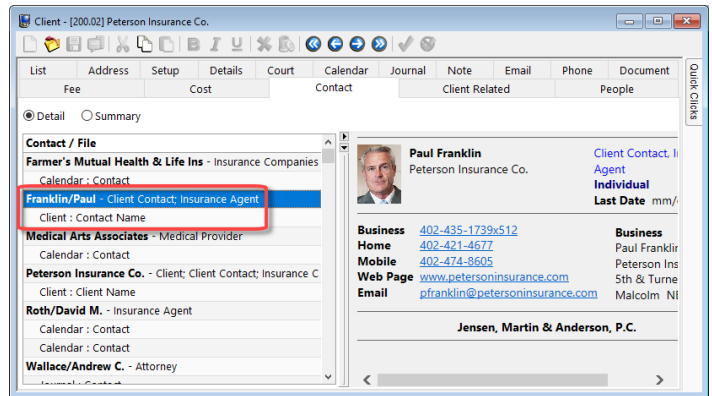 Client - [200.02] Peterson Insurance Co.
B I U
List Address Setup Details Court Calendar Journal Note Email Phone Document
Fee Cost Contact Client Related People
Quick Clicks
Detail Summary
Contact / File
Farmer's Mutual Health & Life Ins - Insurance Companies
Calendar : Contact
Franklin/Paul - Client Contact; Insurance Agent
Client : Contact Name
Medical Arts Associates - Medical Provider
Calendar : Contact
Peterson Insurance Co. - Client; Client Contact; Insurance C
Client : Client Name
Roth/David M. - Insurance Agent
Calendar : Contact
Calendar : Contact
Wallace/Andrew C. - Attorney
Paul Franklin
Peterson Insurance Co.
Client Contact, I
Agent
Individual
Last Date mm/
Business 402-435-1739x512
Home 402-421-4677
Mobile 402-474-8605
Web Page www.petersoninsurance.com
Email pfranklin@petersoninsurance.com
Business
Paul Franklin
Peterson Ins
5th & Turne
Malcolm NE
Jensen, Martin & Anderson, P.C.